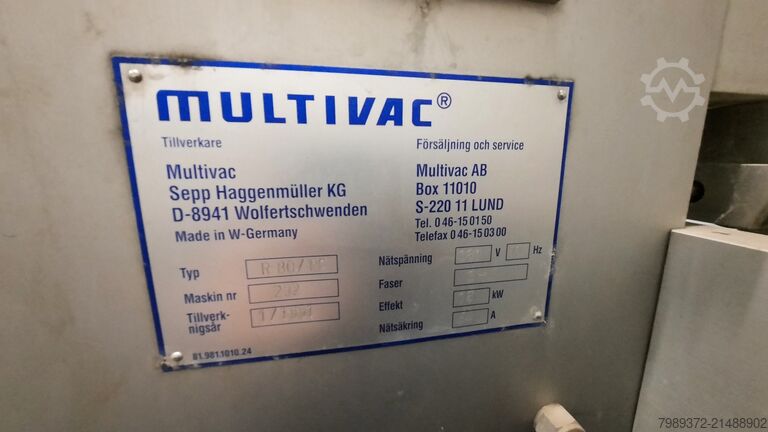 MULTIVAC®
Tillverkare
Multivac
Sepp Haggenmüller KG
D-8941 Wolfertschwenden
Made in W-Germany
Försäljning och service
Multivac AB
Box 11010
S-220 11 LUND
Tel. 0 46-15 01 50
Telefax 0 46-15 03 00
Typ
Maskin nr
Tillverk-
nigsår
Nätspänning V Hz
Faser
Effekt kW
Nätsäkring A
81.981.1010.24
7989372-21488902